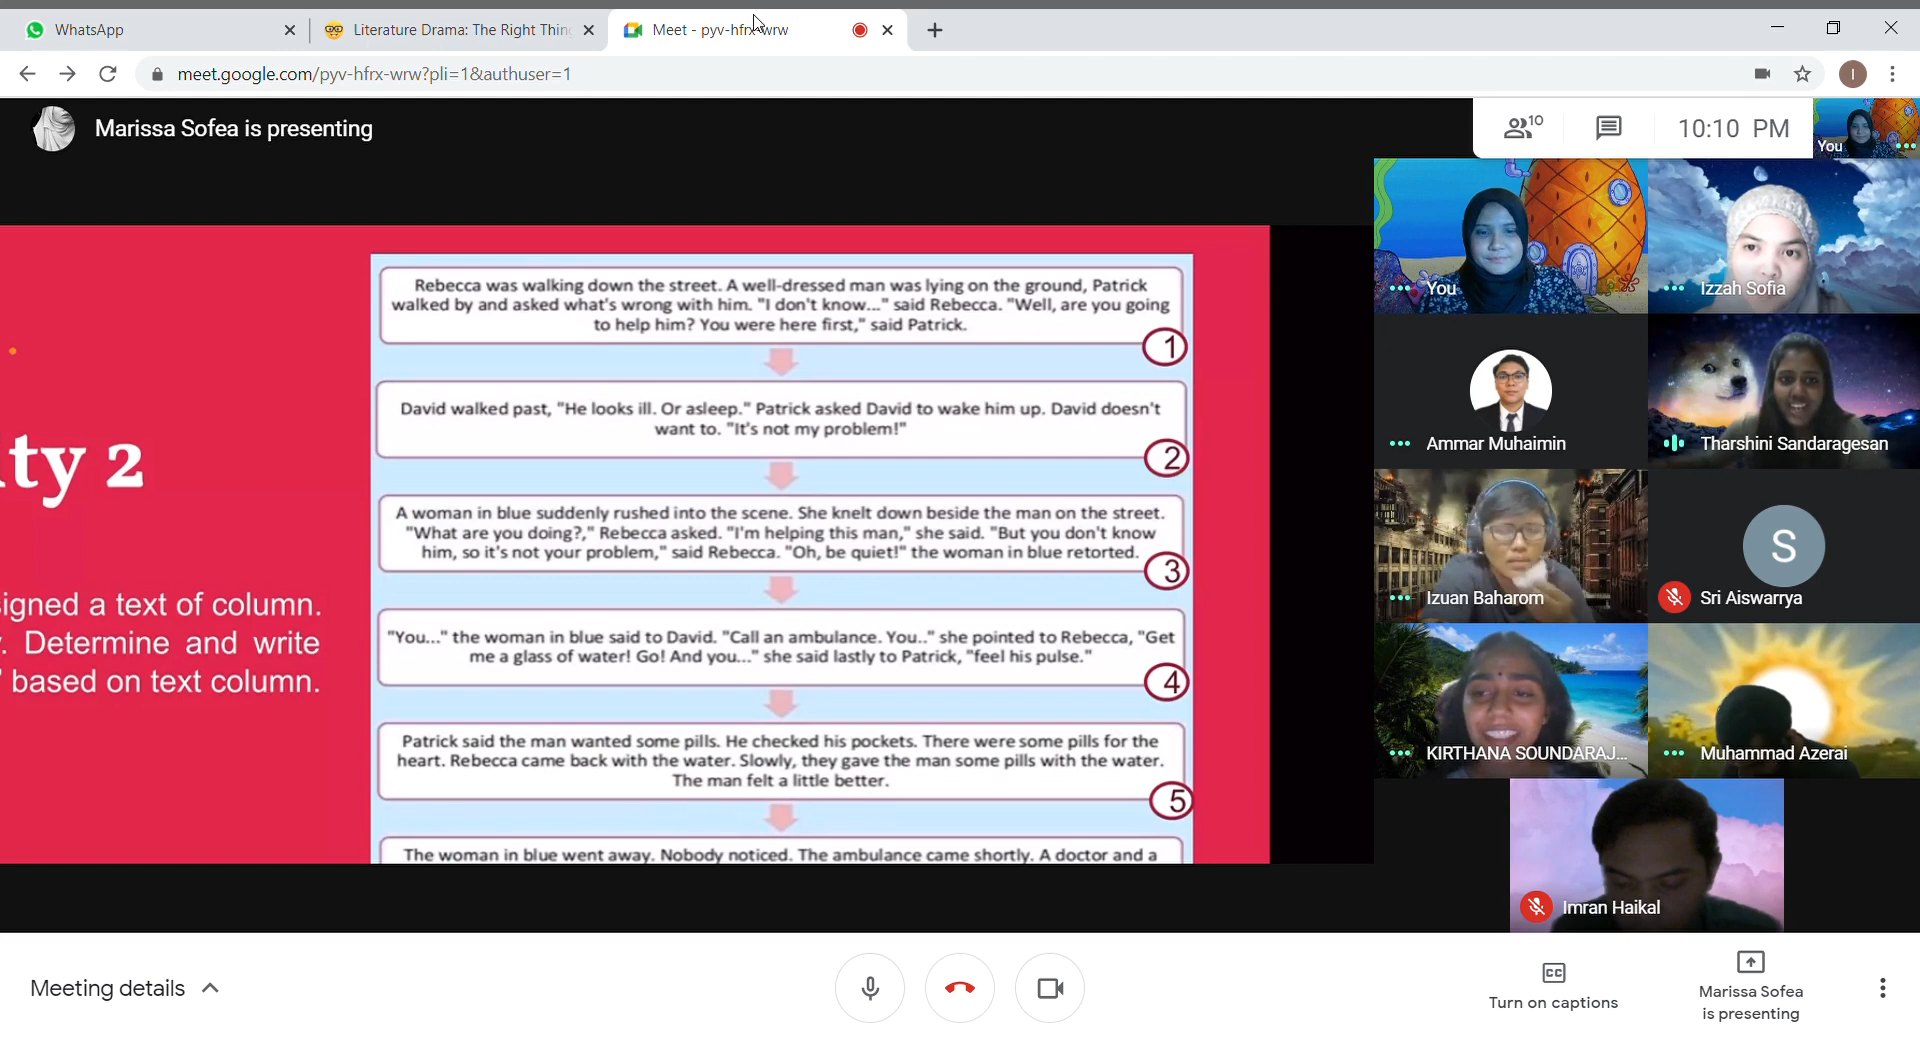 WhatsApp
Literature Drama: The Right Thin
Meet - pyv-hfrx-wrw
meet.google.com/pyv-hfrx-wrw?pli=1&authuser=1
I
Marissa Sofea is presenting
10
10:10 PM
You
Rebecca was walking down the street. A well-dressed man was lying on the ground, Patrick
walked by and asked what's wrong with him. "I don't know..." said Rebecca. "Well, are you going
to help him? You were here first," said Patrick.
1
David walked past, "He looks ill. Or asleep." Patrick asked David to wake him up. David doesn't
want to. "It's not my problem!"
2
A woman in blue suddenly rushed into the scene. She knelt down beside the man on the street.
"What are you doing?," Rebecca asked. "I'm helping this man," she said. "But you don't know
him, so it's not your problem," said Rebecca. "Oh, be quiet!" the woman in blue retorted.
3
"You..." the woman in blue said to David. "Call an ambulance. You.." she pointed to Rebecca, "Get
me a glass of water! Go! And you..." she said lastly to Patrick, "feel his pulse."
4
Patrick said the man wanted some pills. He checked his pockets. There were some pills for the
heart. Rebecca came back with the water. Slowly, they gave the man some pills with the water.
The man felt a little better.
5
The woman in blue went away. Nobody noticed. The ambulance came shortly. A doctor and a
ity 2
igned a text of column.
. Determine and write
" based on text column.
You
Izzah Sofia
Ammar Muhaimin
Tharshini Sandaragesan
Izuan Baharom
S
Sri Aiswarrya
KIRTHANA SOUNDARAJ...
Muhammad Azerai
Imran Haikal
Meeting details
CC
Turn on captions
Marissa Sofea
is presenting